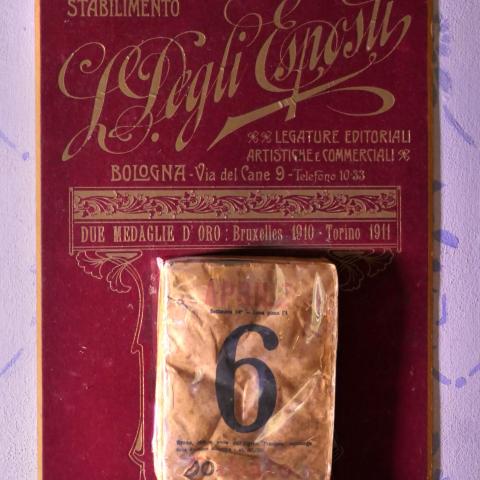 STABILIMENTO
L. Degli Esposti
LEGATURE EDITORIALI
ARTISTICHE E COMMERCIALI
BOLOGNA - Via del Cane 9 - Telefono 10-33
DUE MEDAGLIE D'ORO: Bruxelles 1910 - Torino 1911
APRILE
6